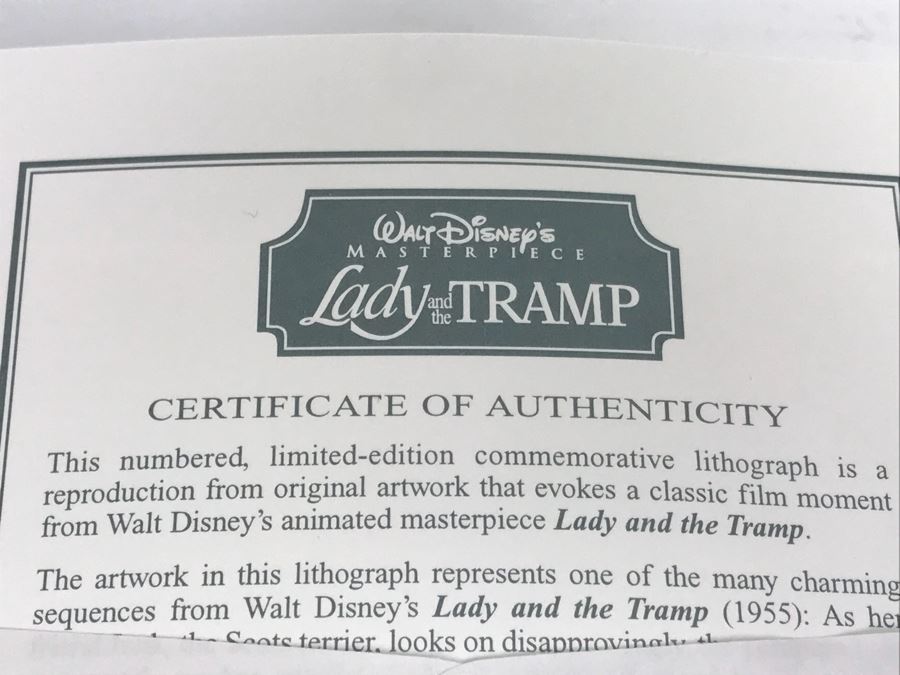 WALT DISNEY'S
MASTERPIECE
Lady and the TRAMP
CERTIFICATE OF AUTHENTICITY
This numbered, limited-edition commemorative lithograph is a
reproduction from original artwork that evokes a classic film moment
from Walt Disney's animated masterpiece Lady and the Tramp.
The artwork in this lithograph represents one of the many charming
sequences from Walt Disney's Lady and the Tramp (1955): As her
the Scots terrier, looks on disapprovingly,